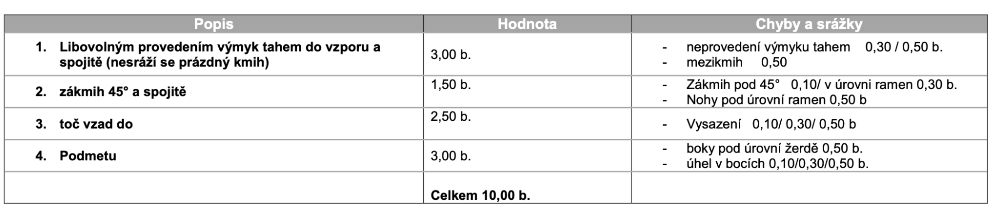 Popis Hodnota Chyby a srážky
1. Libovolným provedením výmyk tahem do vzporu a
spojitě (nesráží se prázdný kmih)
3,00 b.
- neprovedení výmyku tahem 0,30 / 0,50 b.
- mezikmih 0,50
2. zákmih 45° a spojitě
1,50 b.
- Zákmih pod 45° 0,10/ v úrovni ramen 0,30 b.
- Nohy pod úrovní ramen 0,50 b
3. toč vzad do
2,50 b.
- Vysazení 0,10/ 0,30/ 0,50 b
4. Podmetu
3,00 b.
- boky pod úrovní žerdě 0,50 b.
- úhel v bocích 0,10/0,30/0,50 b.
Celkem 10,00 b.